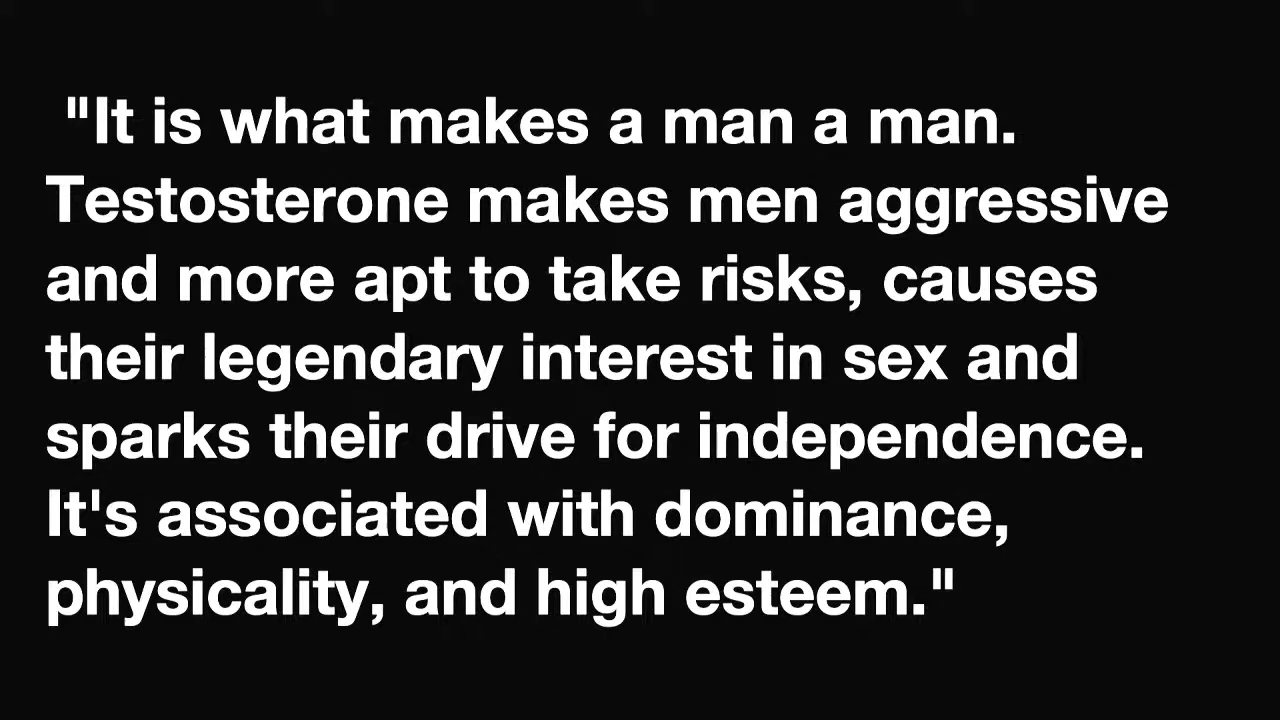 "It is what makes a man a man.
Testosterone makes men aggressive
and more apt to take risks, causes
their legendary interest in sex and
sparks their drive for independence.
It's associated with dominance,
physicality, and high esteem."